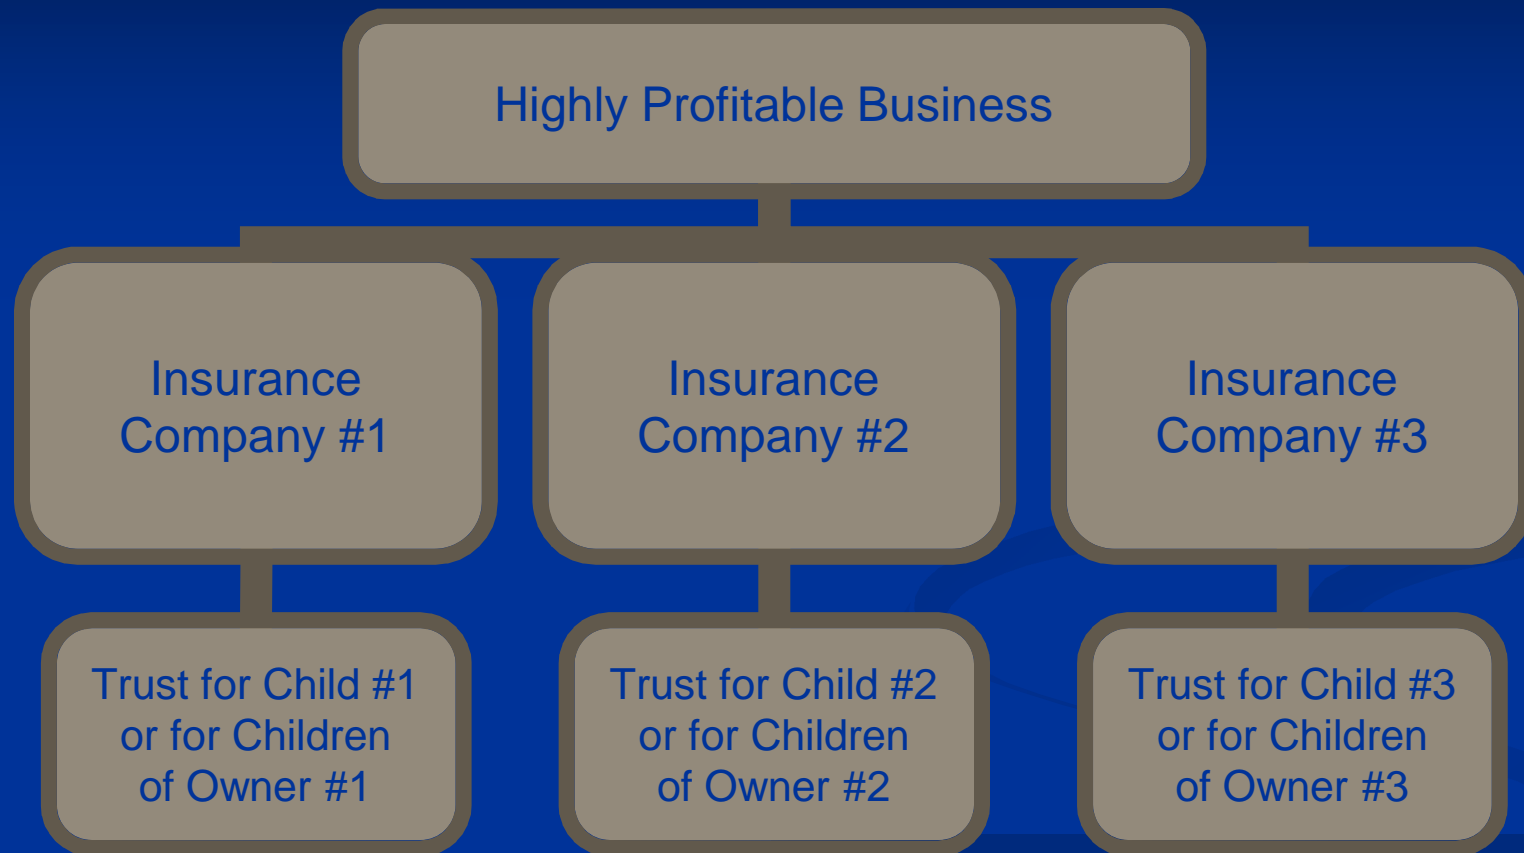 Highly Profitable Business
Insurance
Company #1
Insurance
Company #2
Insurance
Company #3
Trust for Child #1
or for Children
of Owner #1
Trust for Child #2
or for Children
of Owner #2
Trust for Child #3
or for Children
of Owner #3